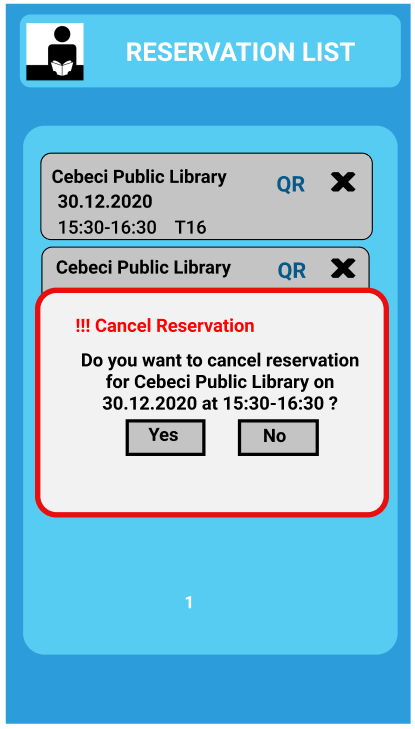 RESERVATION LIST
Cebeci Public Library QR X
30.12.2020
15:30-16:30 T16
Cebeci Public Library QR X
!!! Cancel Reservation
Do you want to cancel reservation
for Cebeci Public Library on
30.12.2020 at 15:30-16:30 ?
Yes No
1